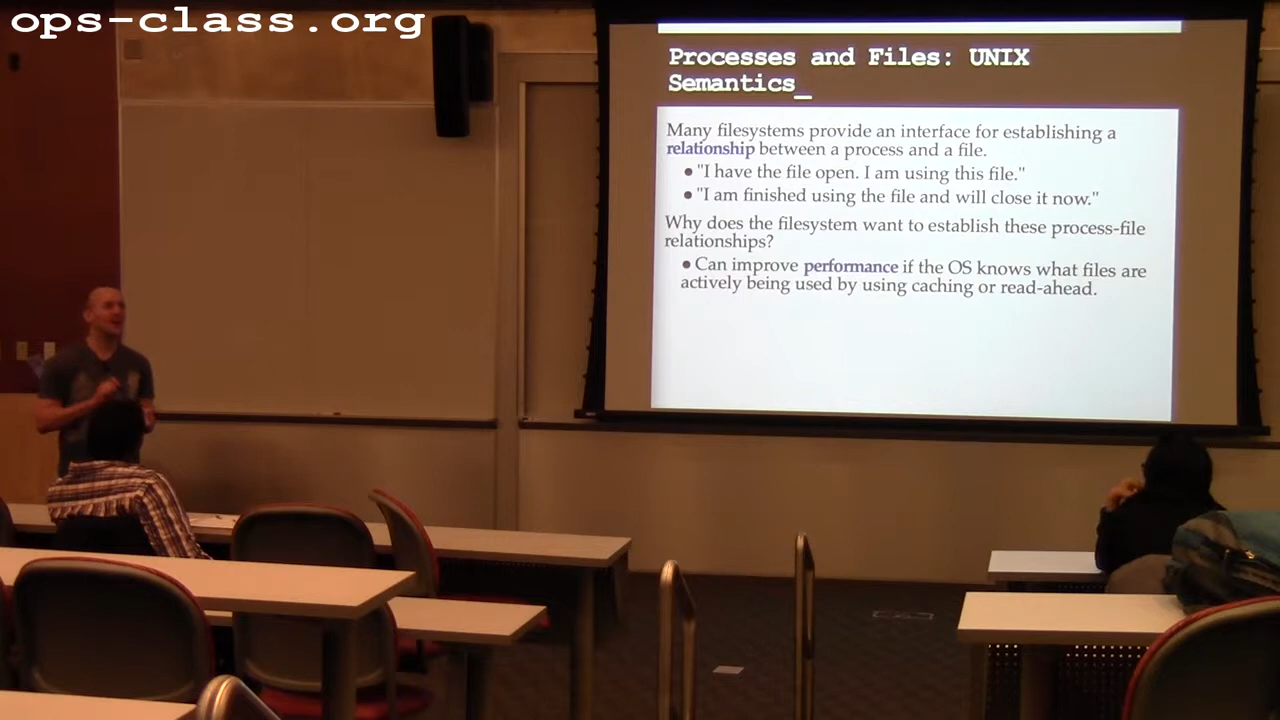 ops-class.org
Processes and Files: UNIX
Semantics_
Many filesystems provide an interface for establishing a
relationship between a process and a file.
● "I have the file open. I am using this file."
● "I am finished using the file and will close it now."
Why does the filesystem want to establish these process-file
relationships?
● Can improve performance if the OS knows what files are
actively being used by using caching or read-ahead.